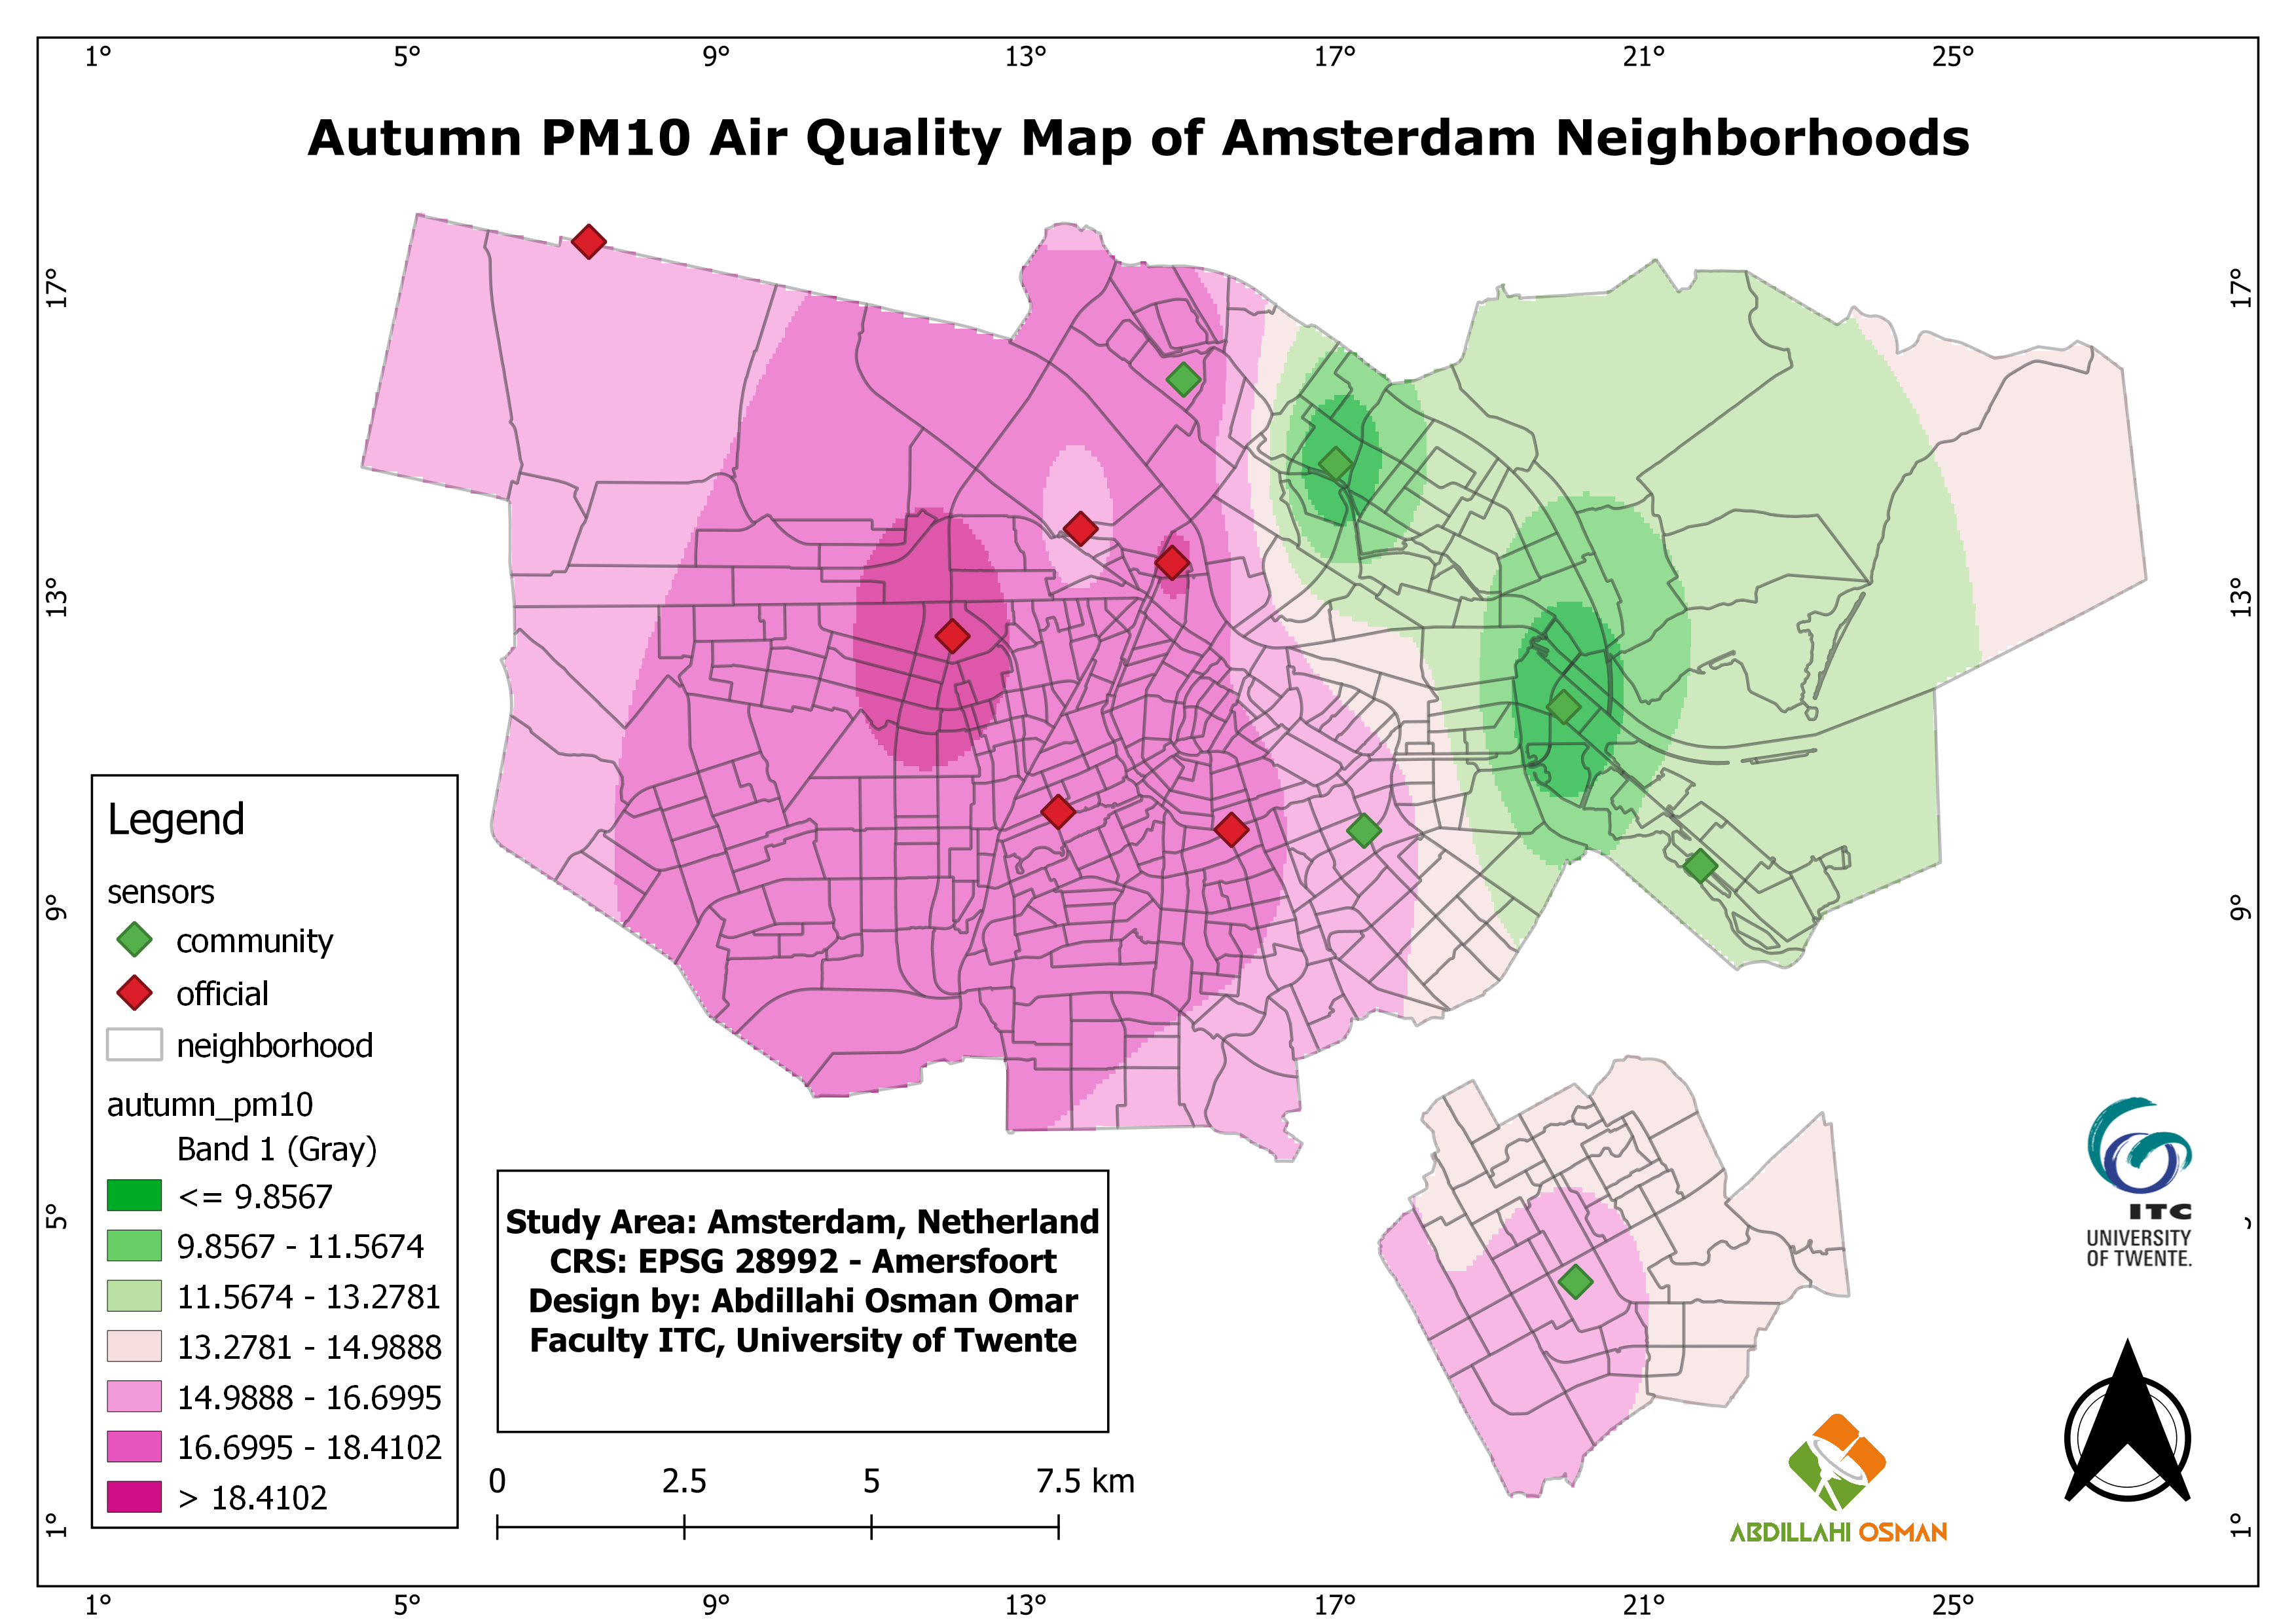 1° 5° 9° 13° 17° 21° 25°
Autumn PM10 Air Quality Map of Amsterdam Neighborhoods
17° 17°
13° 13°
9° 9°
5°
1° 1°
Legend
sensors
community
official
neighborhood
autumn_pm10
Band 1 (Gray)
<= 9.8567
9.8567 - 11.5674
11.5674 - 13.2781
13.2781 - 14.9888
14.9888 - 16.6995
16.6995 - 18.4102
> 18.4102
Study Area: Amsterdam, Netherland
CRS: EPSG 28992 - Amersfoort
Design by: Abdillahi Osman Omar
Faculty ITC, University of Twente
0 2.5 5 7.5 km
ITC
UNIVERSITY
OF TWENTE.
ABDILLAHI OSMAN
1° 5° 9° 13° 17° 21° 25°